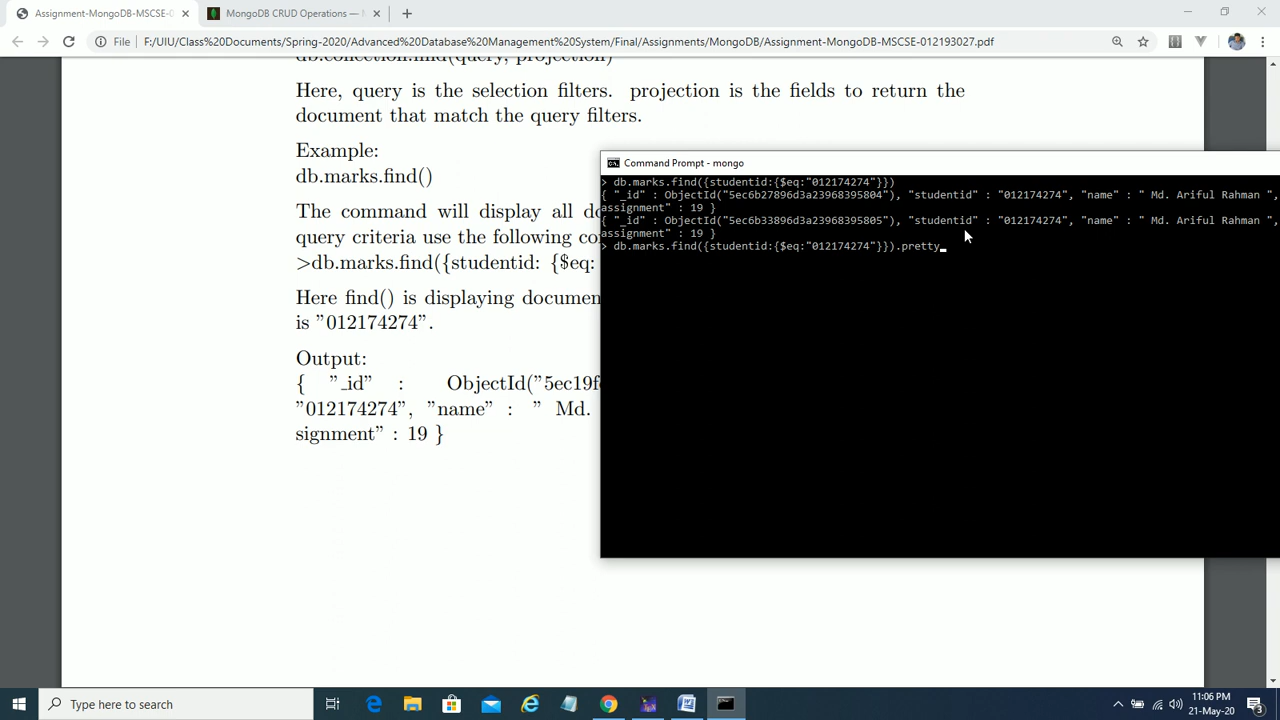 Assignment-MongoDB-MSCSE-0
MongoDB CRUD Operations —
File
F:/UIU/Class%20Documents/Spring-2020/Advanced%20Database%20Management%20System/Final/Assignments/MongoDB/Assignment-MongoDB-MSCSE-012193027.pdf
db.collection.find(query, projection)
Here, query is the selection filters. projection is the fields to return the
document that match the query filters.
Example:
db.marks.find()
The command will display all do
query criteria use the following co
>db.marks.find({studentid: {$eq:
Here find() is displaying documen
is ”012174274”.
Output:
{ ”_id” : ObjectId(”5ec19f
”012174274”, ”name” : ” Md.
signment” : 19 }
Command Prompt - mongo
> db.marks.find({studentid:{$eq:"012174274"}})
{ "_id" : ObjectId("5ec6b27896d3a23968395804"), "studentid" : "012174274", "name" : " Md. Ariful Rahman ",
assignment" : 19 }
{ "_id" : ObjectId("5ec6b33896d3a23968395805"), "studentid" : "012174274", "name" : " Md. Ariful Rahman ",
assignment" : 19 }
> db.marks.find({studentid:{$eq:"012174274"}}).pretty
Type here to search
11:06 PM
21-May-20
3